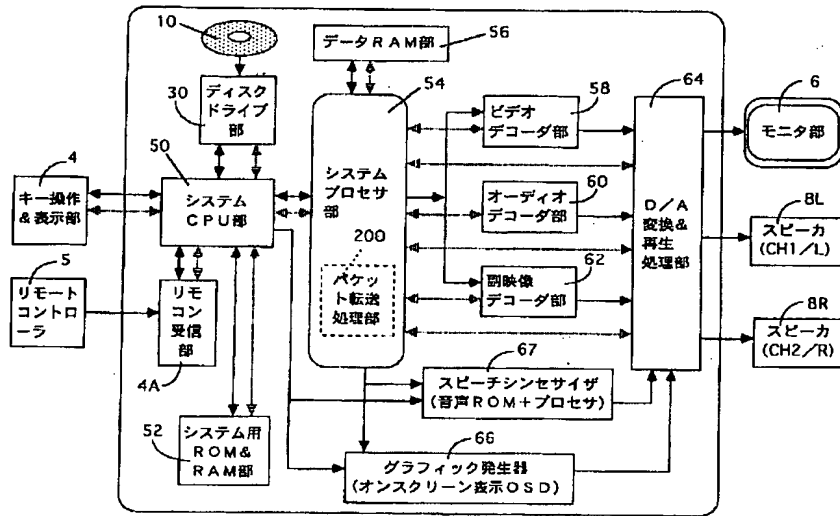 10
データRAM部
56
ディスク
ドライブ
部
30
54
64
6
モニタ部
ビデオ
デコーダ部
58
50
システム
CPU部
4
キー操作
&表示部
システム
プロセサ
部
オーディオ
デコーダ部
60
D/A
変換&
再生
処理部
8L
スピーカ
(CH1/L)
200
パケッ
ト転送
処理部
副映像
デコーダ部
62
5
リモート
コントロ
ーラ
リモ
コン
受信部
4A
8R
スピーカ
(CH2/R)
67
スピーチシンセサイザ
(音声ROM+プロセサ)
52
システム用
ROM&
RAM部
66
グラフィック発生器
(オンスクリーン表示OSD)